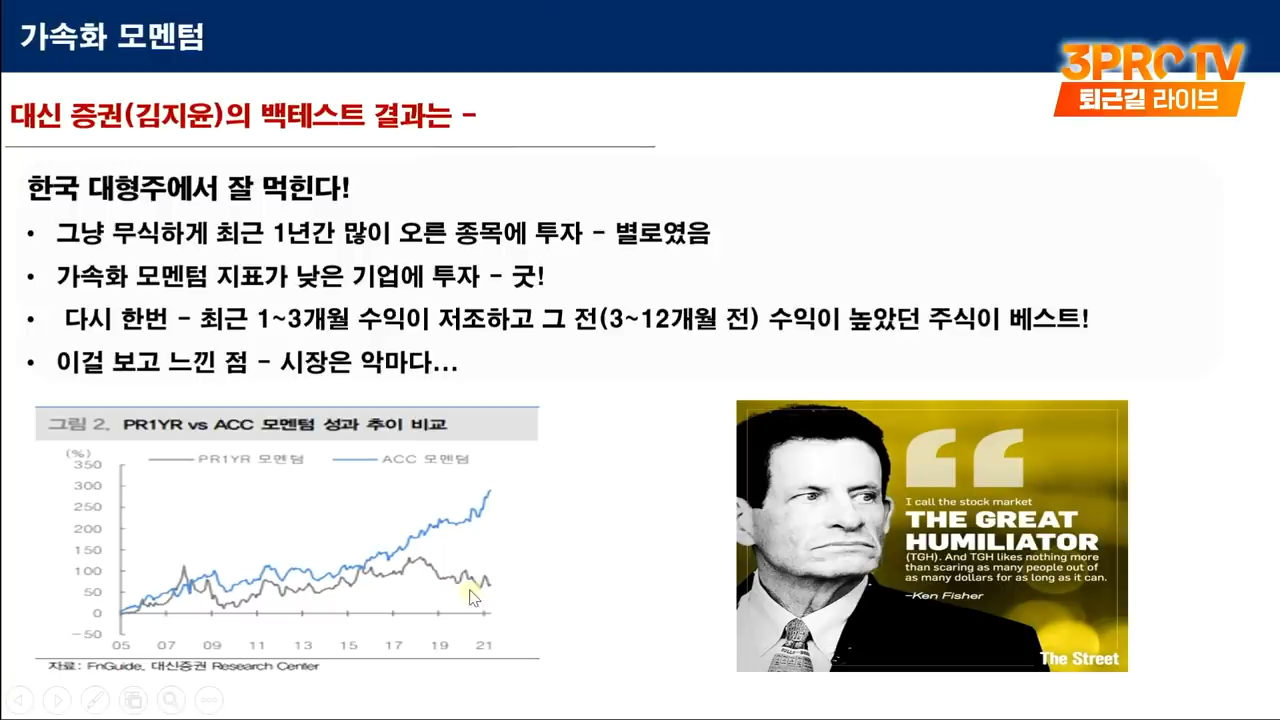 가속화 모멘텀
3PROTV
퇴근길 라이브
대신 증권(김지윤)의 백테스트 결과는 -
한국 대형주에서 잘 먹힌다!
• 그냥 무식하게 최근 1년간 많이 오른 종목에 투자 - 별로였음
• 가속화 모멘텀 지표가 낮은 기업에 투자 - 굿!
• 다시 한번 - 최근 1~3개월 수익이 저조하고 그 전(3~12개월 전) 수익이 높았던 주식이 베스트!
• 이걸 보고 느낀 점 - 시장은 악마다...
그림 2. PR1YR vs ACC 모멘텀 성과 추이 비교
(%)
PR1YR 모멘텀 ACC 모멘텀
350
300
250
200
150
100
50
0
-50
05 07 09 11 13 15 17 19 21
자료: FnGuide, 대신증권 Research Center
I call the stock market
THE GREAT
HUMILIATOR
(TGH). And TGH likes nothing more
than scaring as many people out of
as many dollars for as long as it can.
–Ken Fisher
The Street